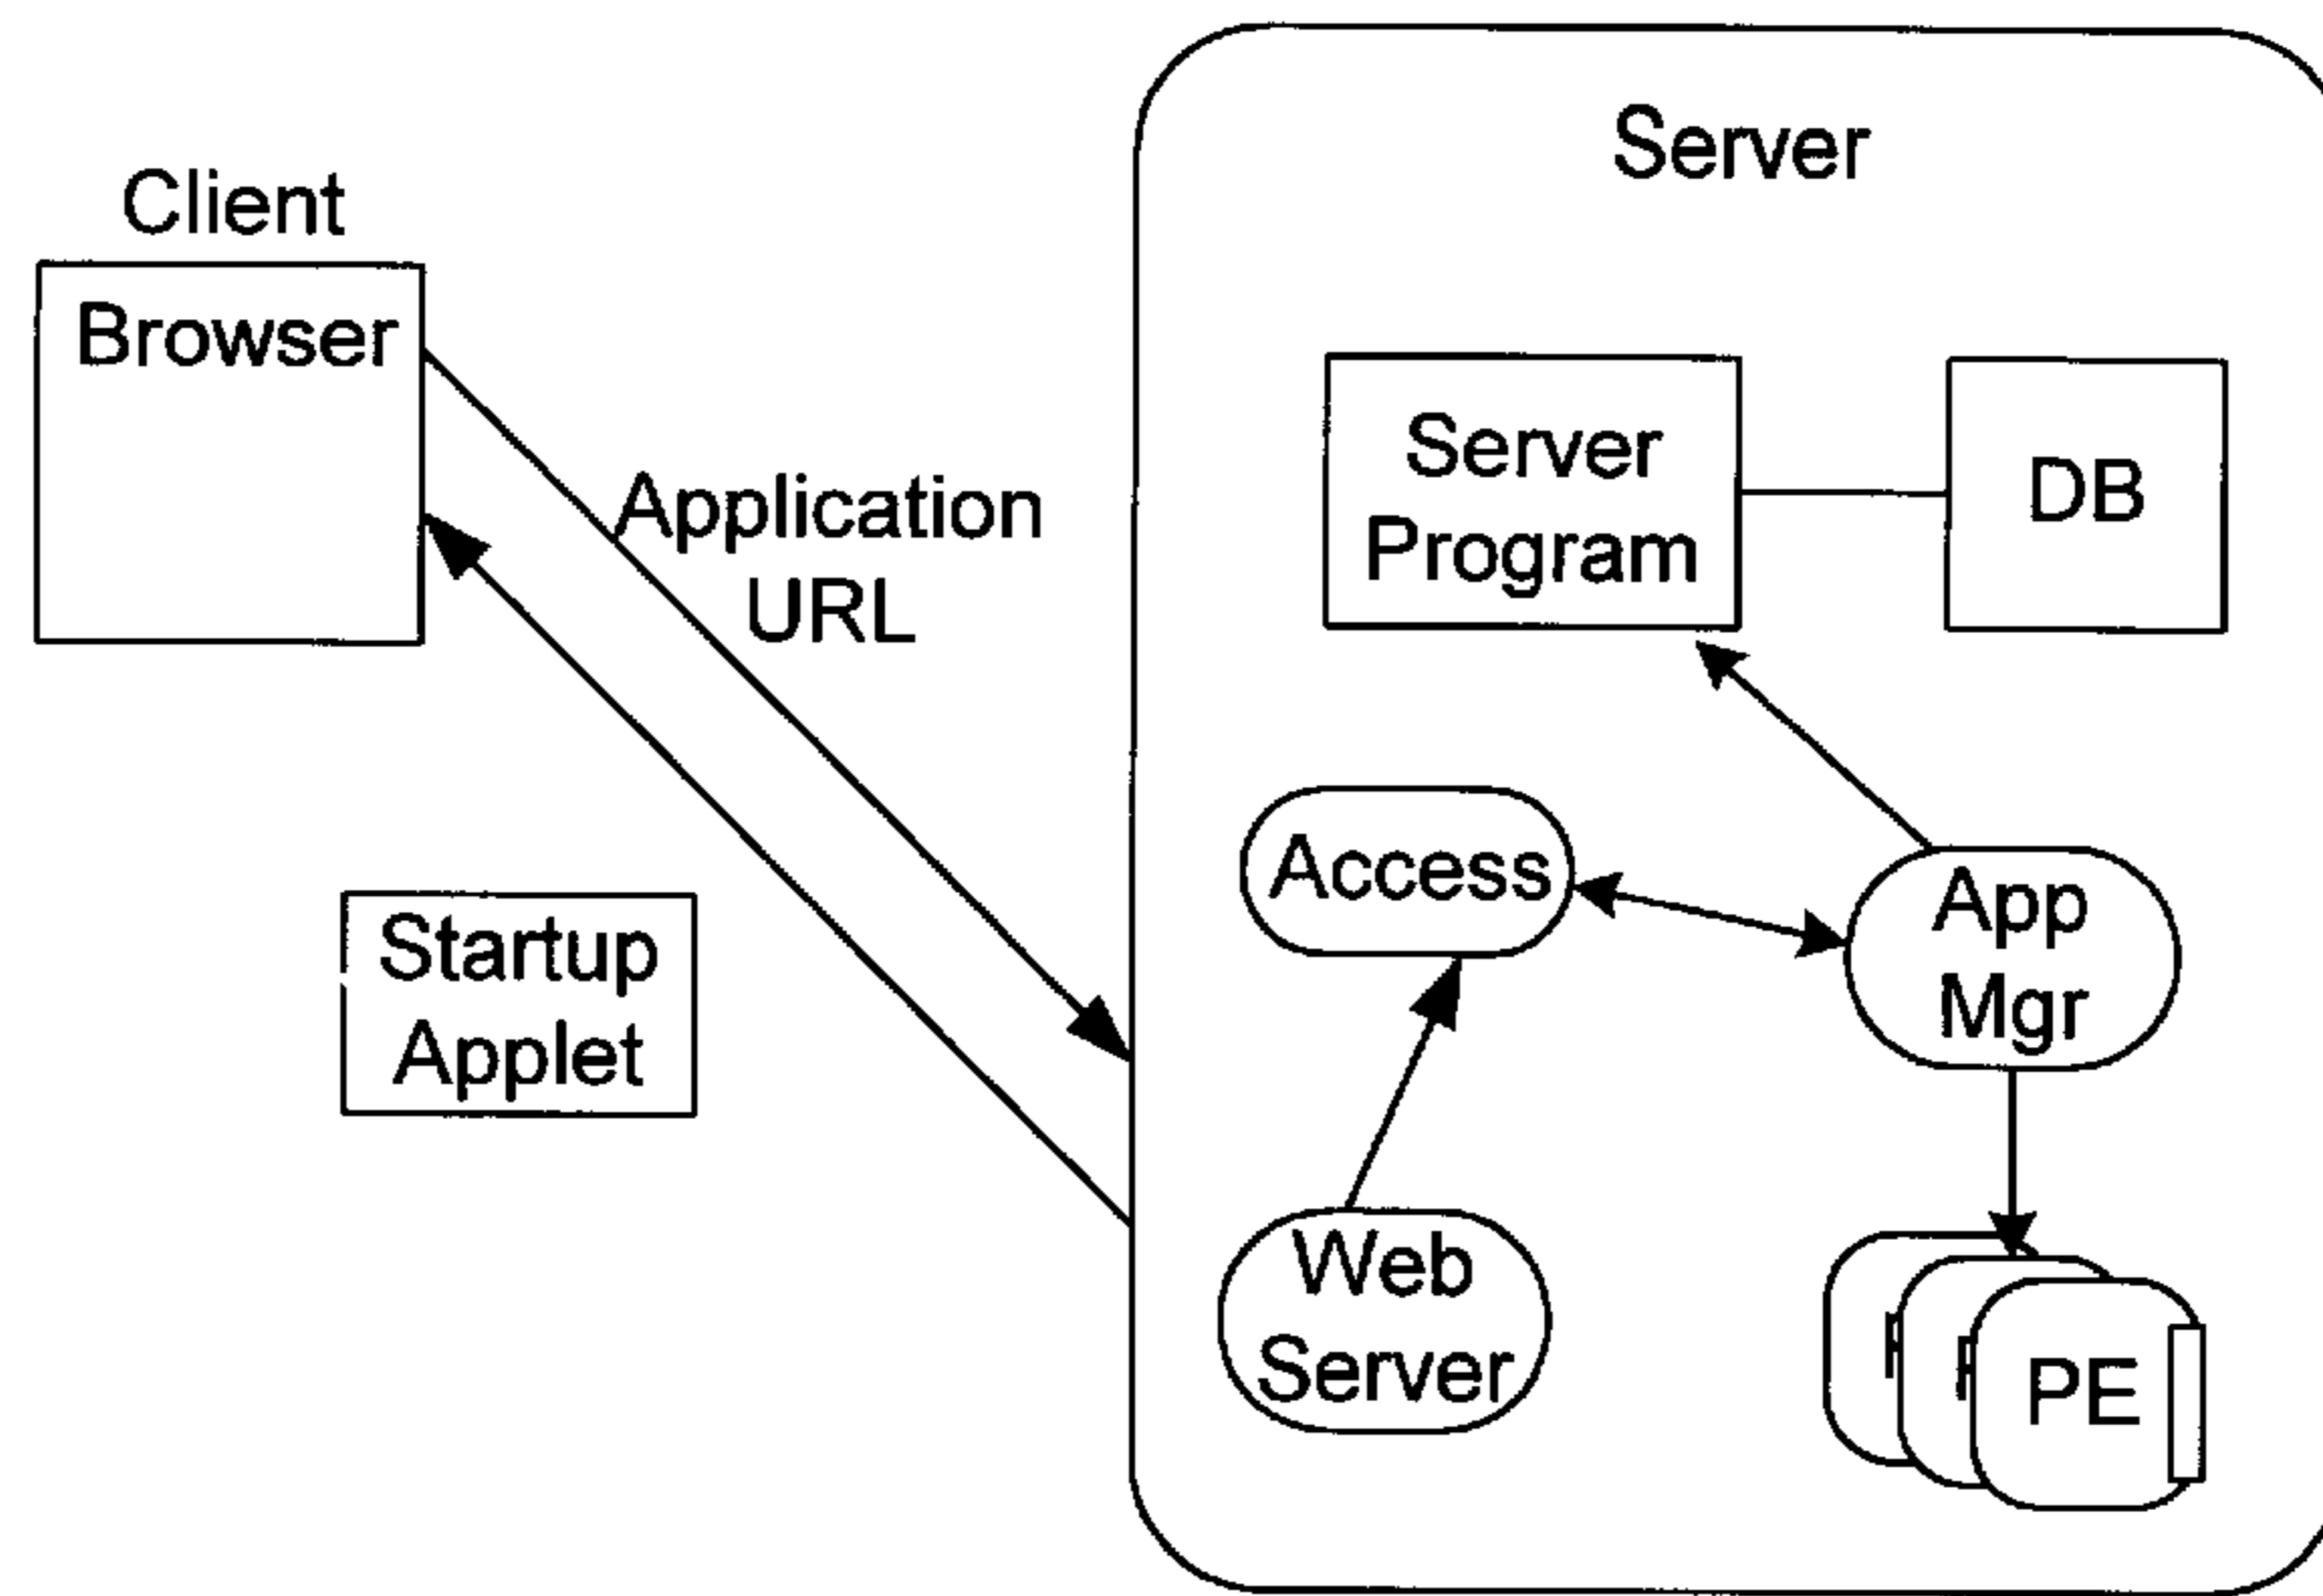 Client
Browser
Application
URL
Startup
Applet
Server
Server
Program
DB
Access
App
Mgr
Web
Server
PE